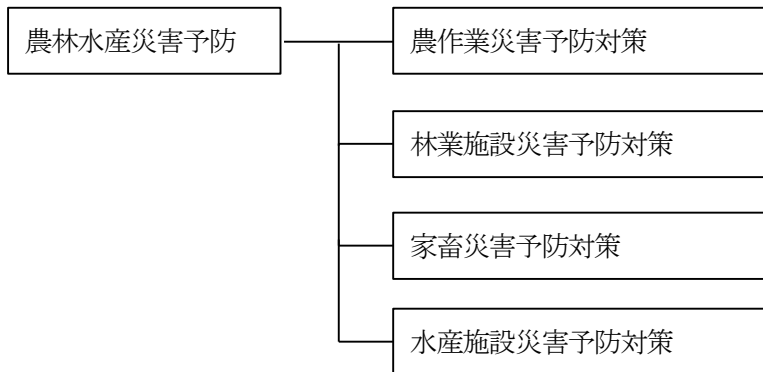 農林水産災害予防
農作業災害予防対策
林業施設災害予防対策
家畜災害予防対策
水産施設災害予防対策